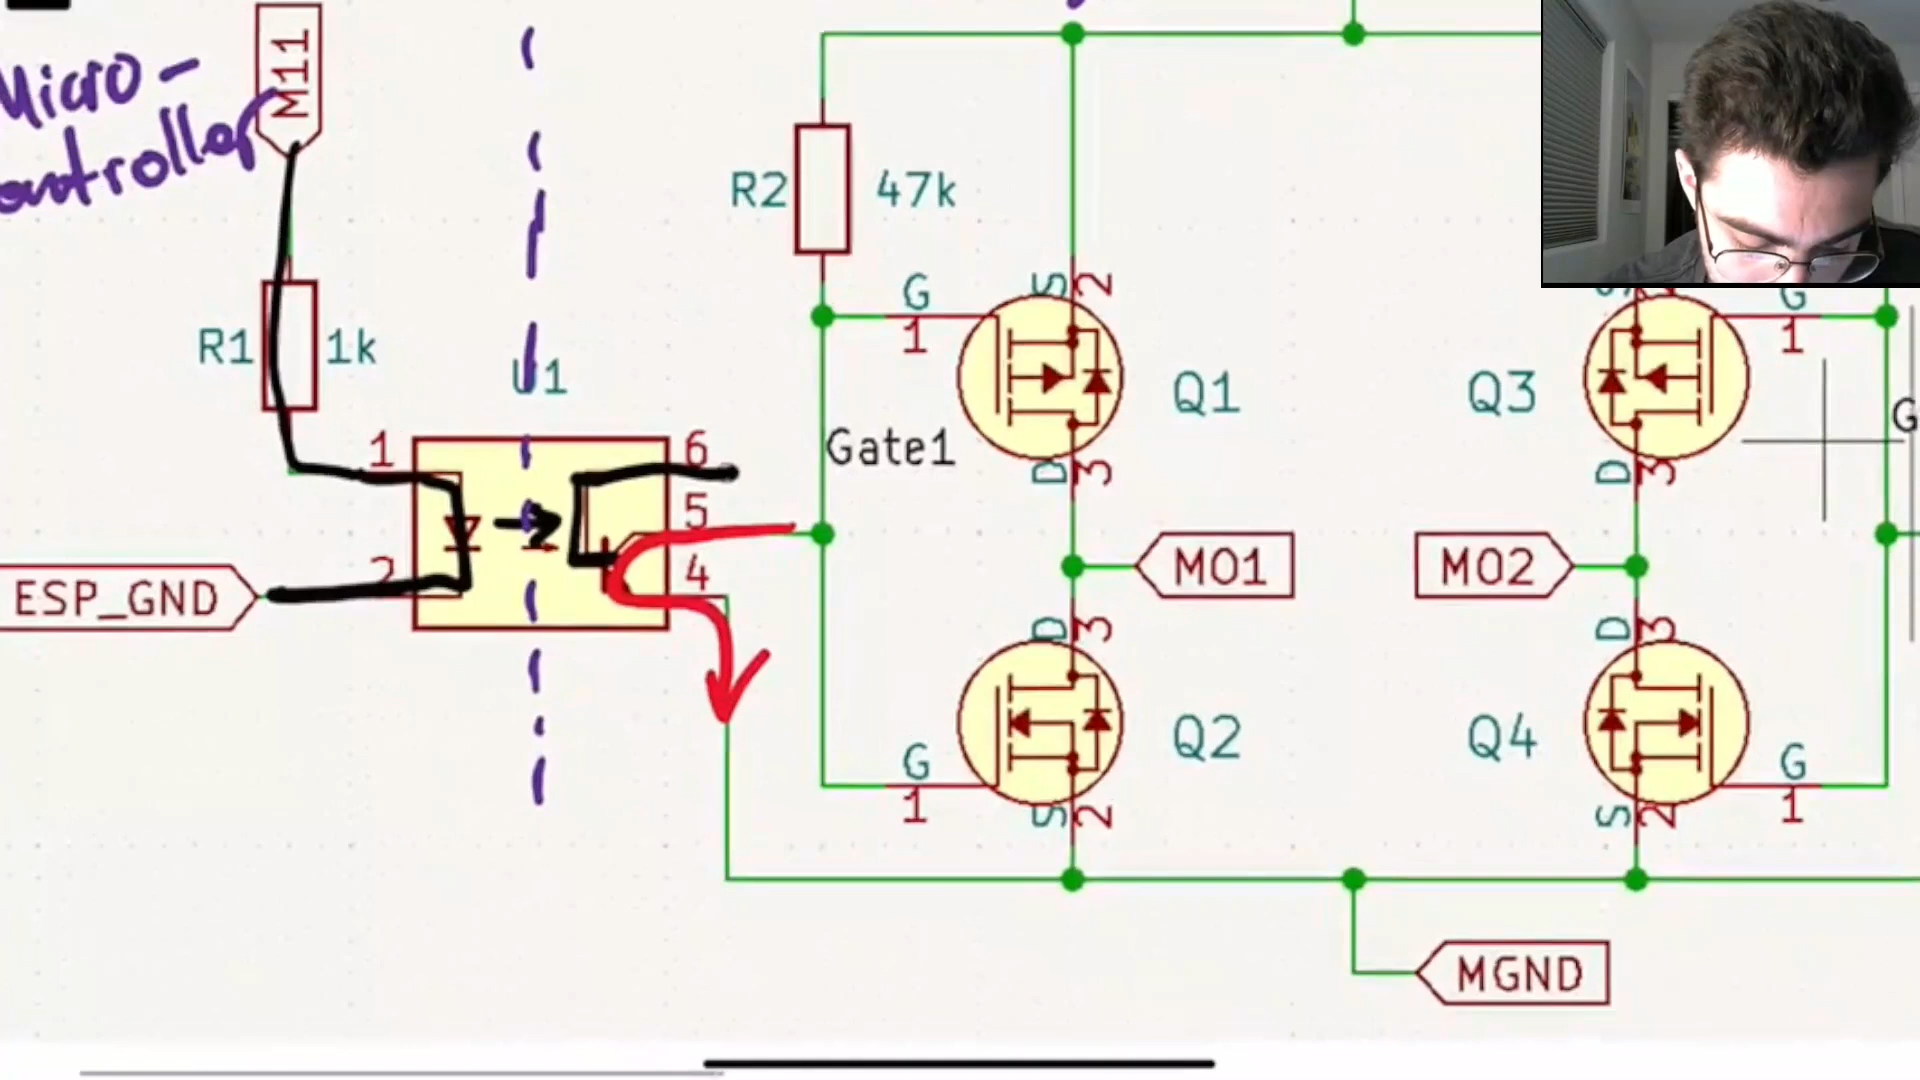 Micro-
controller
M11
R1 1k
ESP_GND
U1
1
2
6
5
4
R2 47k
Gate1
G
1
S
2
Q1
D
3
MO1
D
3
Q2
G
1
S
2
Q3
G
1
D
3
MO2
D
3
Q4
G
1
S
2
G
MGND